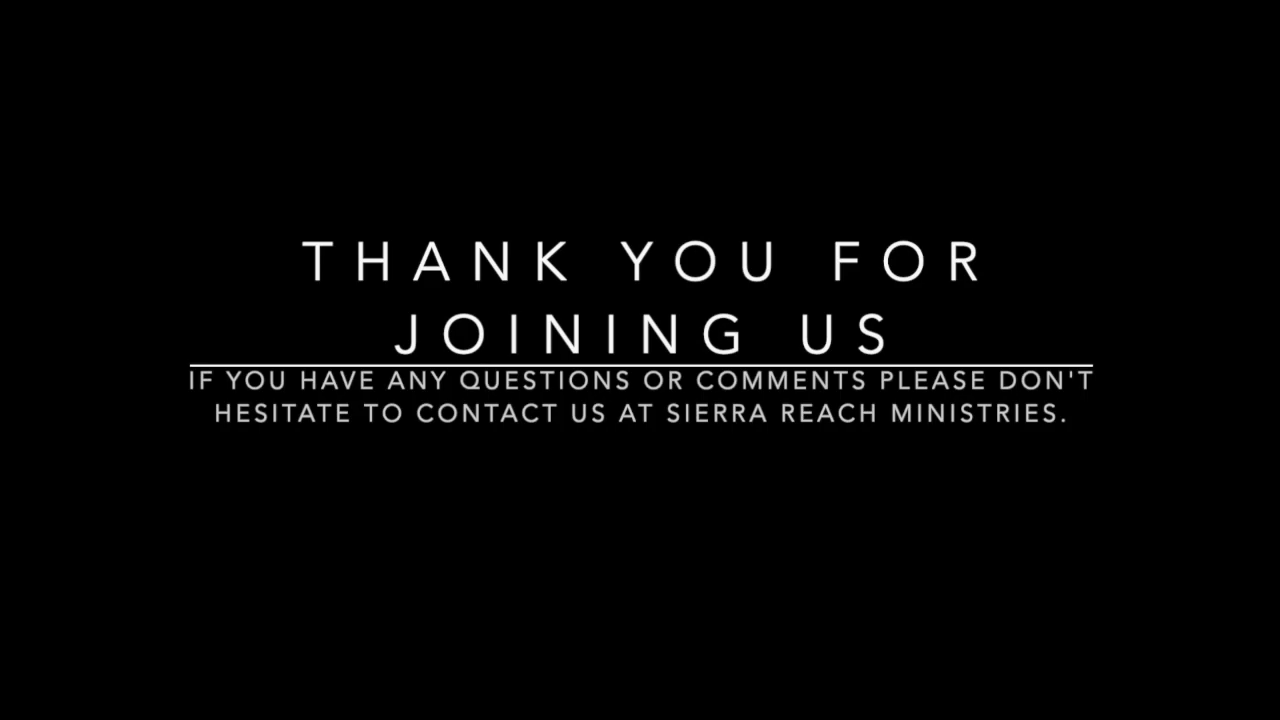 THANK YOU FOR
JOINING US
IF YOU HAVE ANY QUESTIONS OR COMMENTS PLEASE DON'T
HESITATE TO CONTACT US AT SIERRA REACH MINISTRIES.